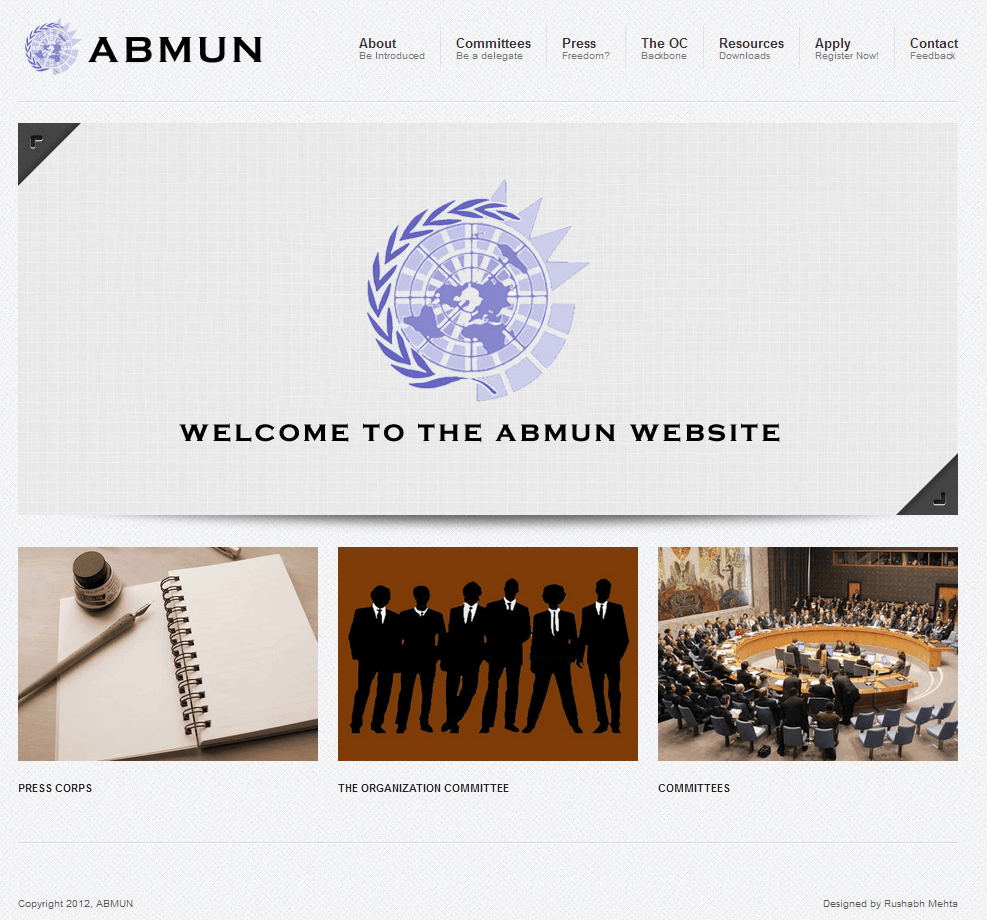 ABMUN
About
Be Introduced
Committees
Be a delegate
Press
Freedom?
The OC
Backbone
Resources
Downloads
Apply
Register Now!
Contact
Feedback
WELCOME TO THE ABMUN WEBSITE
PRESS CORPS
THE ORGANIZATION COMMITTEE
COMMITTEES
Copyright 2012, ABMUN
Designed by Rushabh Mehta